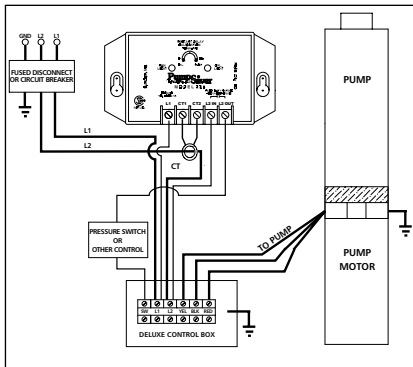 GND L2 L1
FUSED DISCONNECT
OR CIRCUIT BREAKER
L1 CT1 CT2 L2 IN L2 OUT
L1
L2
CT
PRESSURE SWITCH
OR
OTHER CONTROL
TO PUMP
SW L1 L2 YEL BLK RED
DELUXE CONTROL BOX
PUMP
PUMP
MOTOR